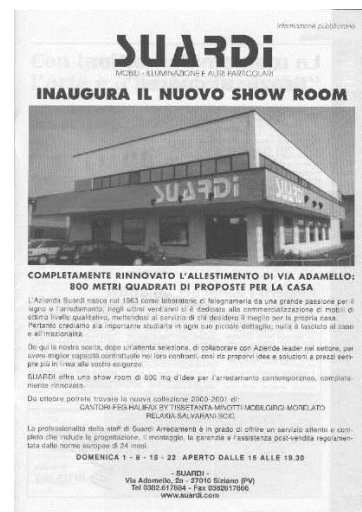 Informazione pubblicitaria
SUARDI
MOBILI - ILLUMINAZIONE E ALTRI PARTICOLARI
INAUGURA IL NUOVO SHOW ROOM
SUARDI
SUARDI
COMPLETAMENTE RINNOVATO L'ALLESTIMENTO DI VIA ADAMELLO:
800 METRI QUADRATI DI PROPOSTE PER LA CASA
L'Azienda Suardi nasce nel 1963 come laboratorio di falegnameria da una grande passione per il
legno e l'arredamento, negli ultimi vent'anni si è dedicata alla commercializzazione di mobili di
ottimo livello qualitativo, mettendosi al servizio di chi desidera il meglio per la propria casa.
Pertanto crediamo sia importante studiarla in ogni suo piccolo dettaglio, nulla è lasciato al caso
e all'irrazionalità.
Da qui la nostra scelta, dopo un'attenta selezione, di collaborare con Aziende leader nel settore, per
avere miglior capacità contrattuale nei loro confronti, così da proporvi idee e soluzioni a prezzi sem-
pre più in linea alle vostre esigenze.
SUARDI offre uno show room di 800 mq d'idee per l'arredamento contemporaneo, completa-
mente rinnovato.
Da ottobre potrete trovare la nuova collezione 2000-2001 di:
CANTORI-FEG-HALIFAX BY TISSETANTA-MINOTTI-MOBILGIRGI-MORELATO
RELAXIA-SALVARANI-SCIC
La professionalità dello staff di Suardi Arredamenti è in grado di offrire un servizio attento e com-
pleto che include la progettazione, il montaggio, la garanzia e l'assistenza post-vendita regolamen-
tata dalle norme europee di 24 mesi.
DOMENICA 1 - 8 - 15 - 22 APERTO DALLE 15 ALLE 19.30
- SUARDI -
Via Adamello, 2a - 27010 Siziano (PV)
Tel 0382.617684 - Fax 0382617866
www.suardi.com